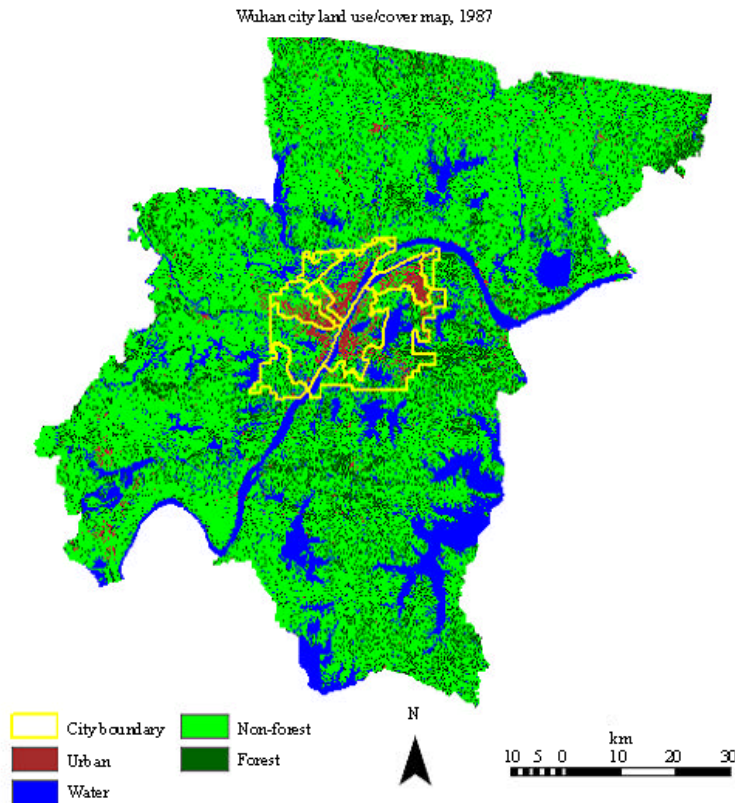 Wuhan city land use/cover map, 1987
City boundary
Urban
Water
Non-forest
Forest
N
km
10 5 0 10 20 30